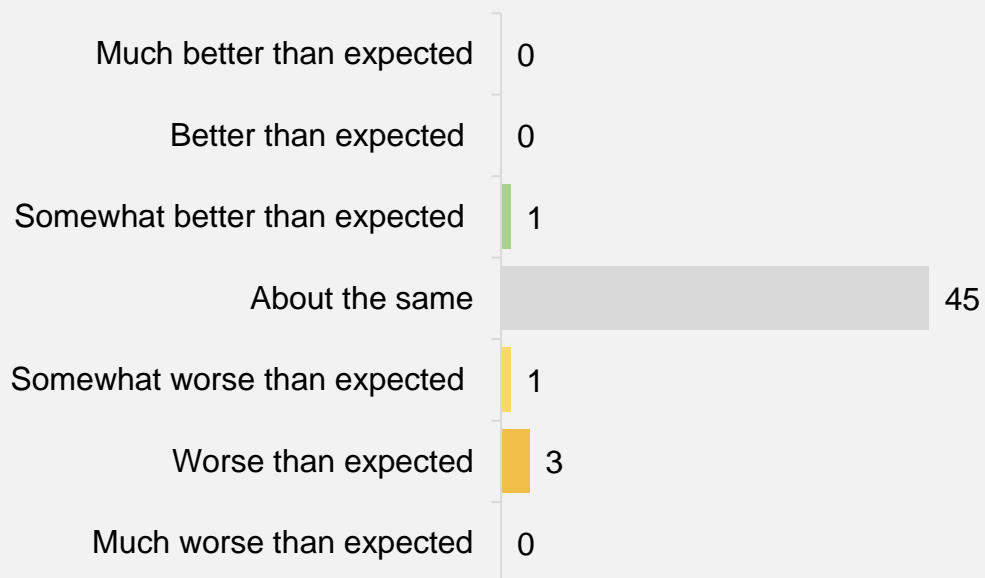 Much better than expected 0
Better than expected 0
Somewhat better than expected 1
About the same 45
Somewhat worse than expected 1
Worse than expected 3
Much worse than expected 0